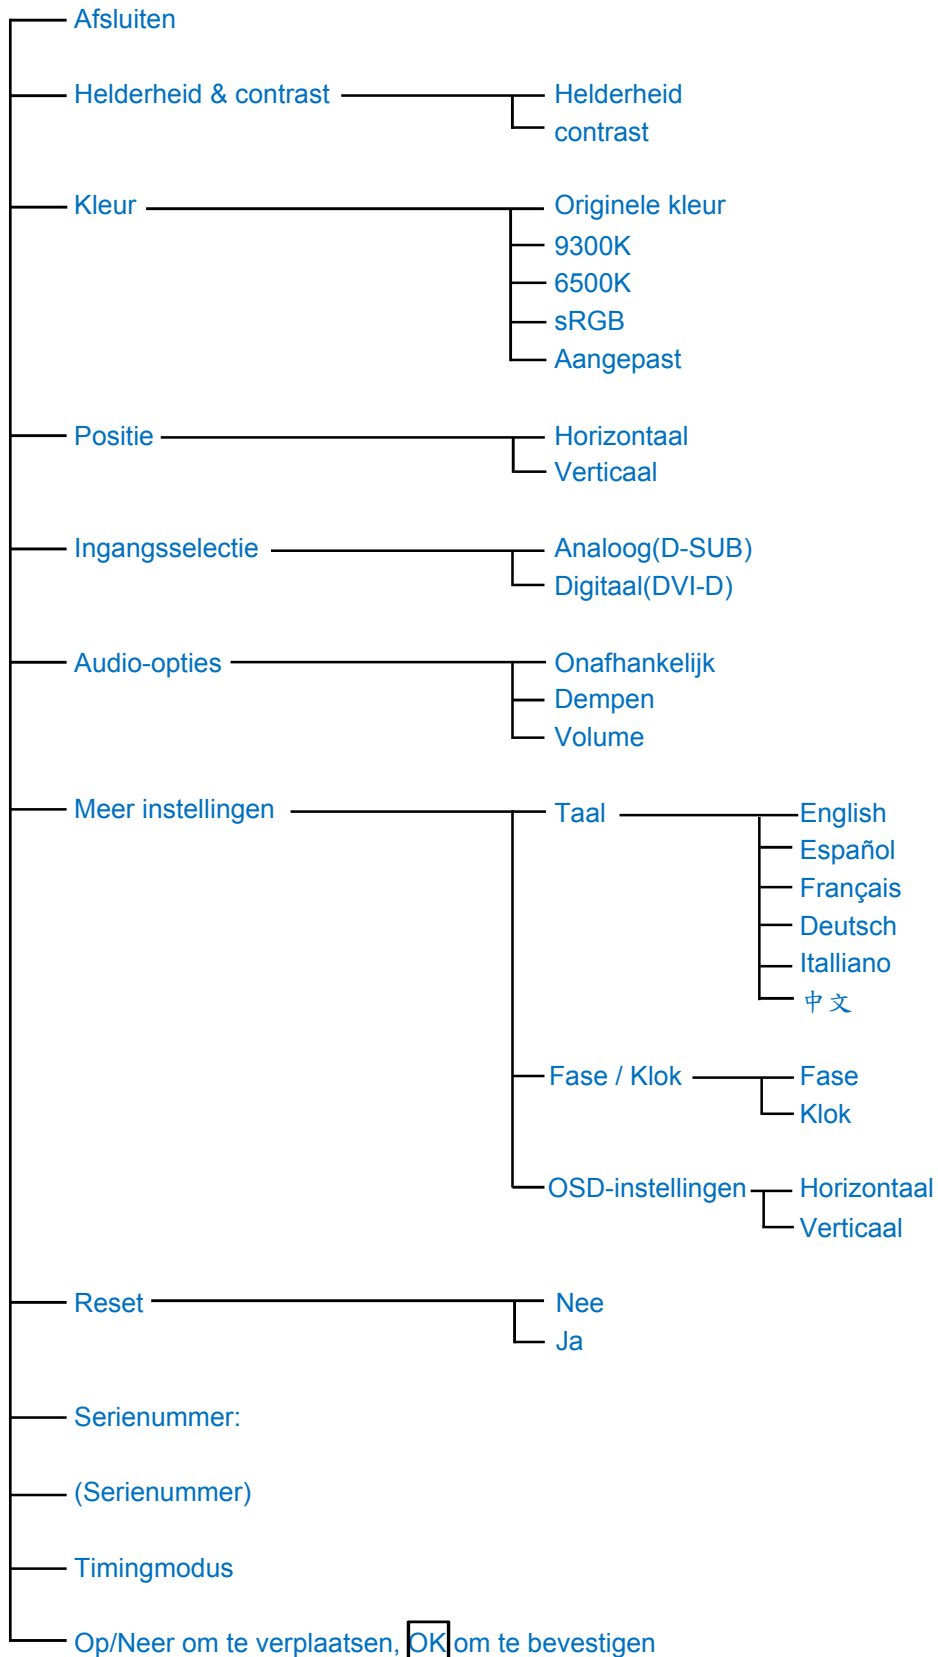 Afsluiten
Helderheid & contrast
Helderheid
contrast
Kleur
Originele kleur
9300K
6500K
sRGB
Aangepast
Positie
Horizontaal
Verticaal
Ingangsselectie
Analoog(D-SUB)
Digitaal(DVI-D)
Audio-opties
Onafhankelijk
Dempen
Volume
Meer instellingen
Taal
English
Español
Français
Deutsch
Italliano
中文
Fase / Klok
Fase
Klok
OSD-instellingen
Horizontaal
Verticaal
Reset
Nee
Ja
Serienummer:
(Serienummer)
Timingmodus
Op/Neer om te verplaatsen, OK om te bevestigen